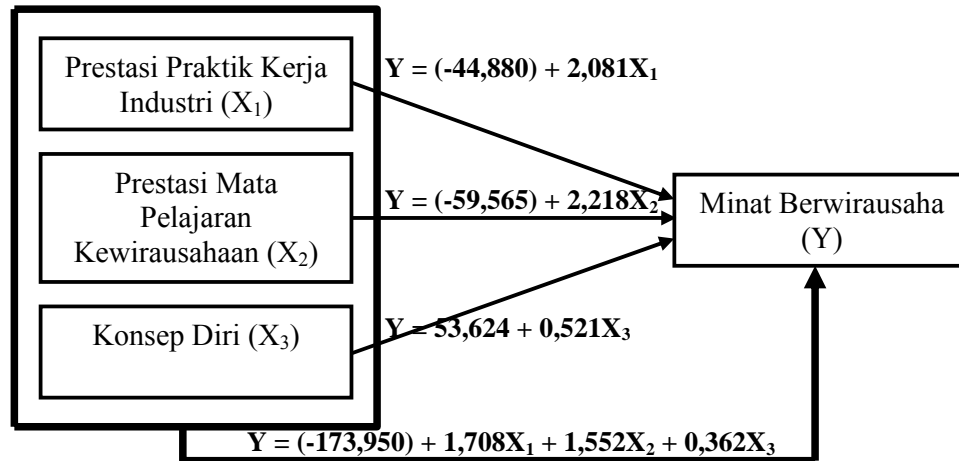 Prestasi Praktik Kerja
Industri (X₁)
Y = (-44,880) + 2,081X₁
Prestasi Mata
Pelajaran
Kewirausahaan (X₂)
Y = (-59,565) + 2,218X₂
Minat Berwirausaha
(Y)
Konsep Diri (X₃)
Y = 53,624 + 0,521X₃
Y = (-173,950) + 1,708X₁ + 1,552X₂ + 0,362X₃